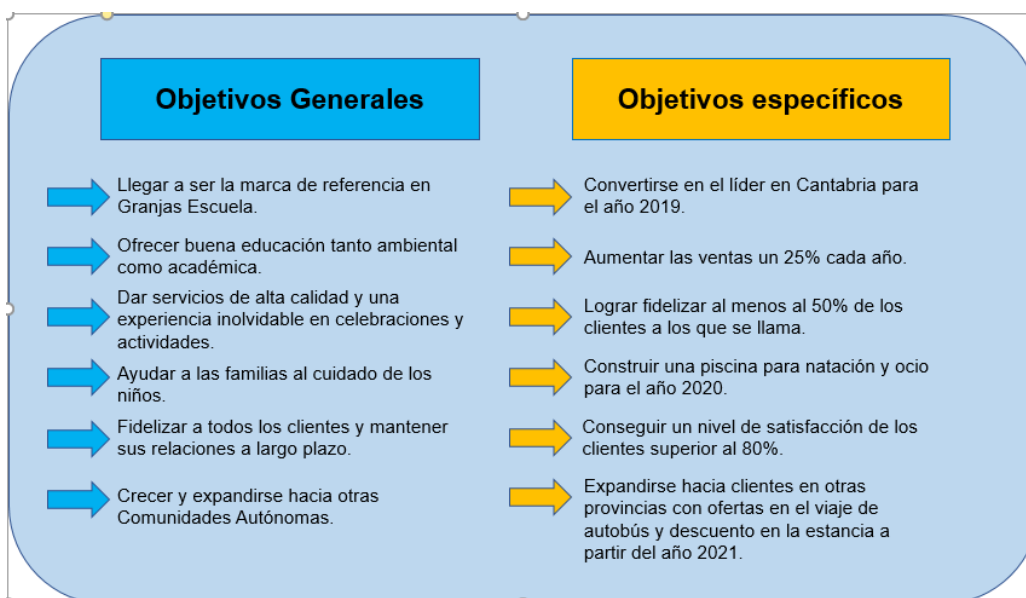 Objetivos Generales
Llegar a ser la marca de referencia en
Granjas Escuela.
Ofrecer buena educación tanto ambiental
como académica.
Dar servicios de alta calidad y una
experiencia inolvidable en celebraciones y
actividades.
Ayudar a las familias al cuidado de los
niños.
Fidelizar a todos los clientes y mantener
sus relaciones a largo plazo.
Crecer y expandirse hacia otras
Comunidades Autónomas.
Objetivos específicos
Convertirse en el líder en Cantabria para
el año 2019.
Aumentar las ventas un 25% cada año.
Lograr fidelizar al menos al 50% de los
clientes a los que se llama.
Construir una piscina para natación y ocio
para el año 2020.
Conseguir un nivel de satisfacción de los
clientes superior al 80%.
Expandirse hacia clientes en otras
provincias con ofertas en el viaje de
autobús y descuento en la estancia a
partir del año 2021.